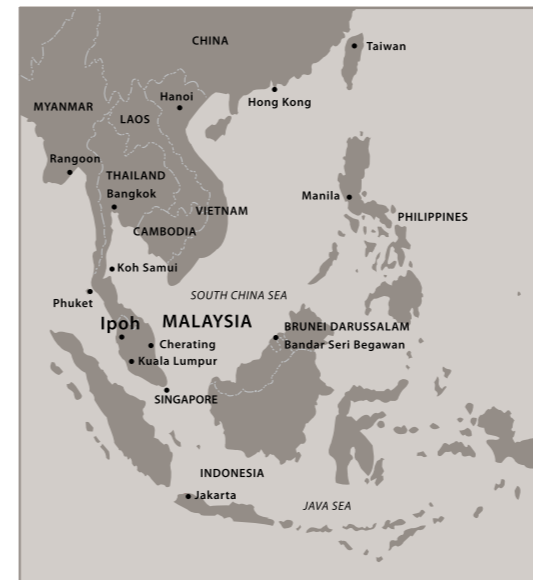 CHINA
Taiwan
Hanoi
Hong Kong
MYANMAR
LAOS
Rangoon
THAILAND
Bangkok
Manila
VIETNAM
PHILIPPINES
CAMBODIA
Koh Samui
SOUTH CHINA SEA
Phuket
Ipoh
MALAYSIA
BRUNEI DARUSSALAM
Cherating
Bandar Seri Begawan
Kuala Lumpur
SINGAPORE
INDONESIA
Jakarta
JAVA SEA